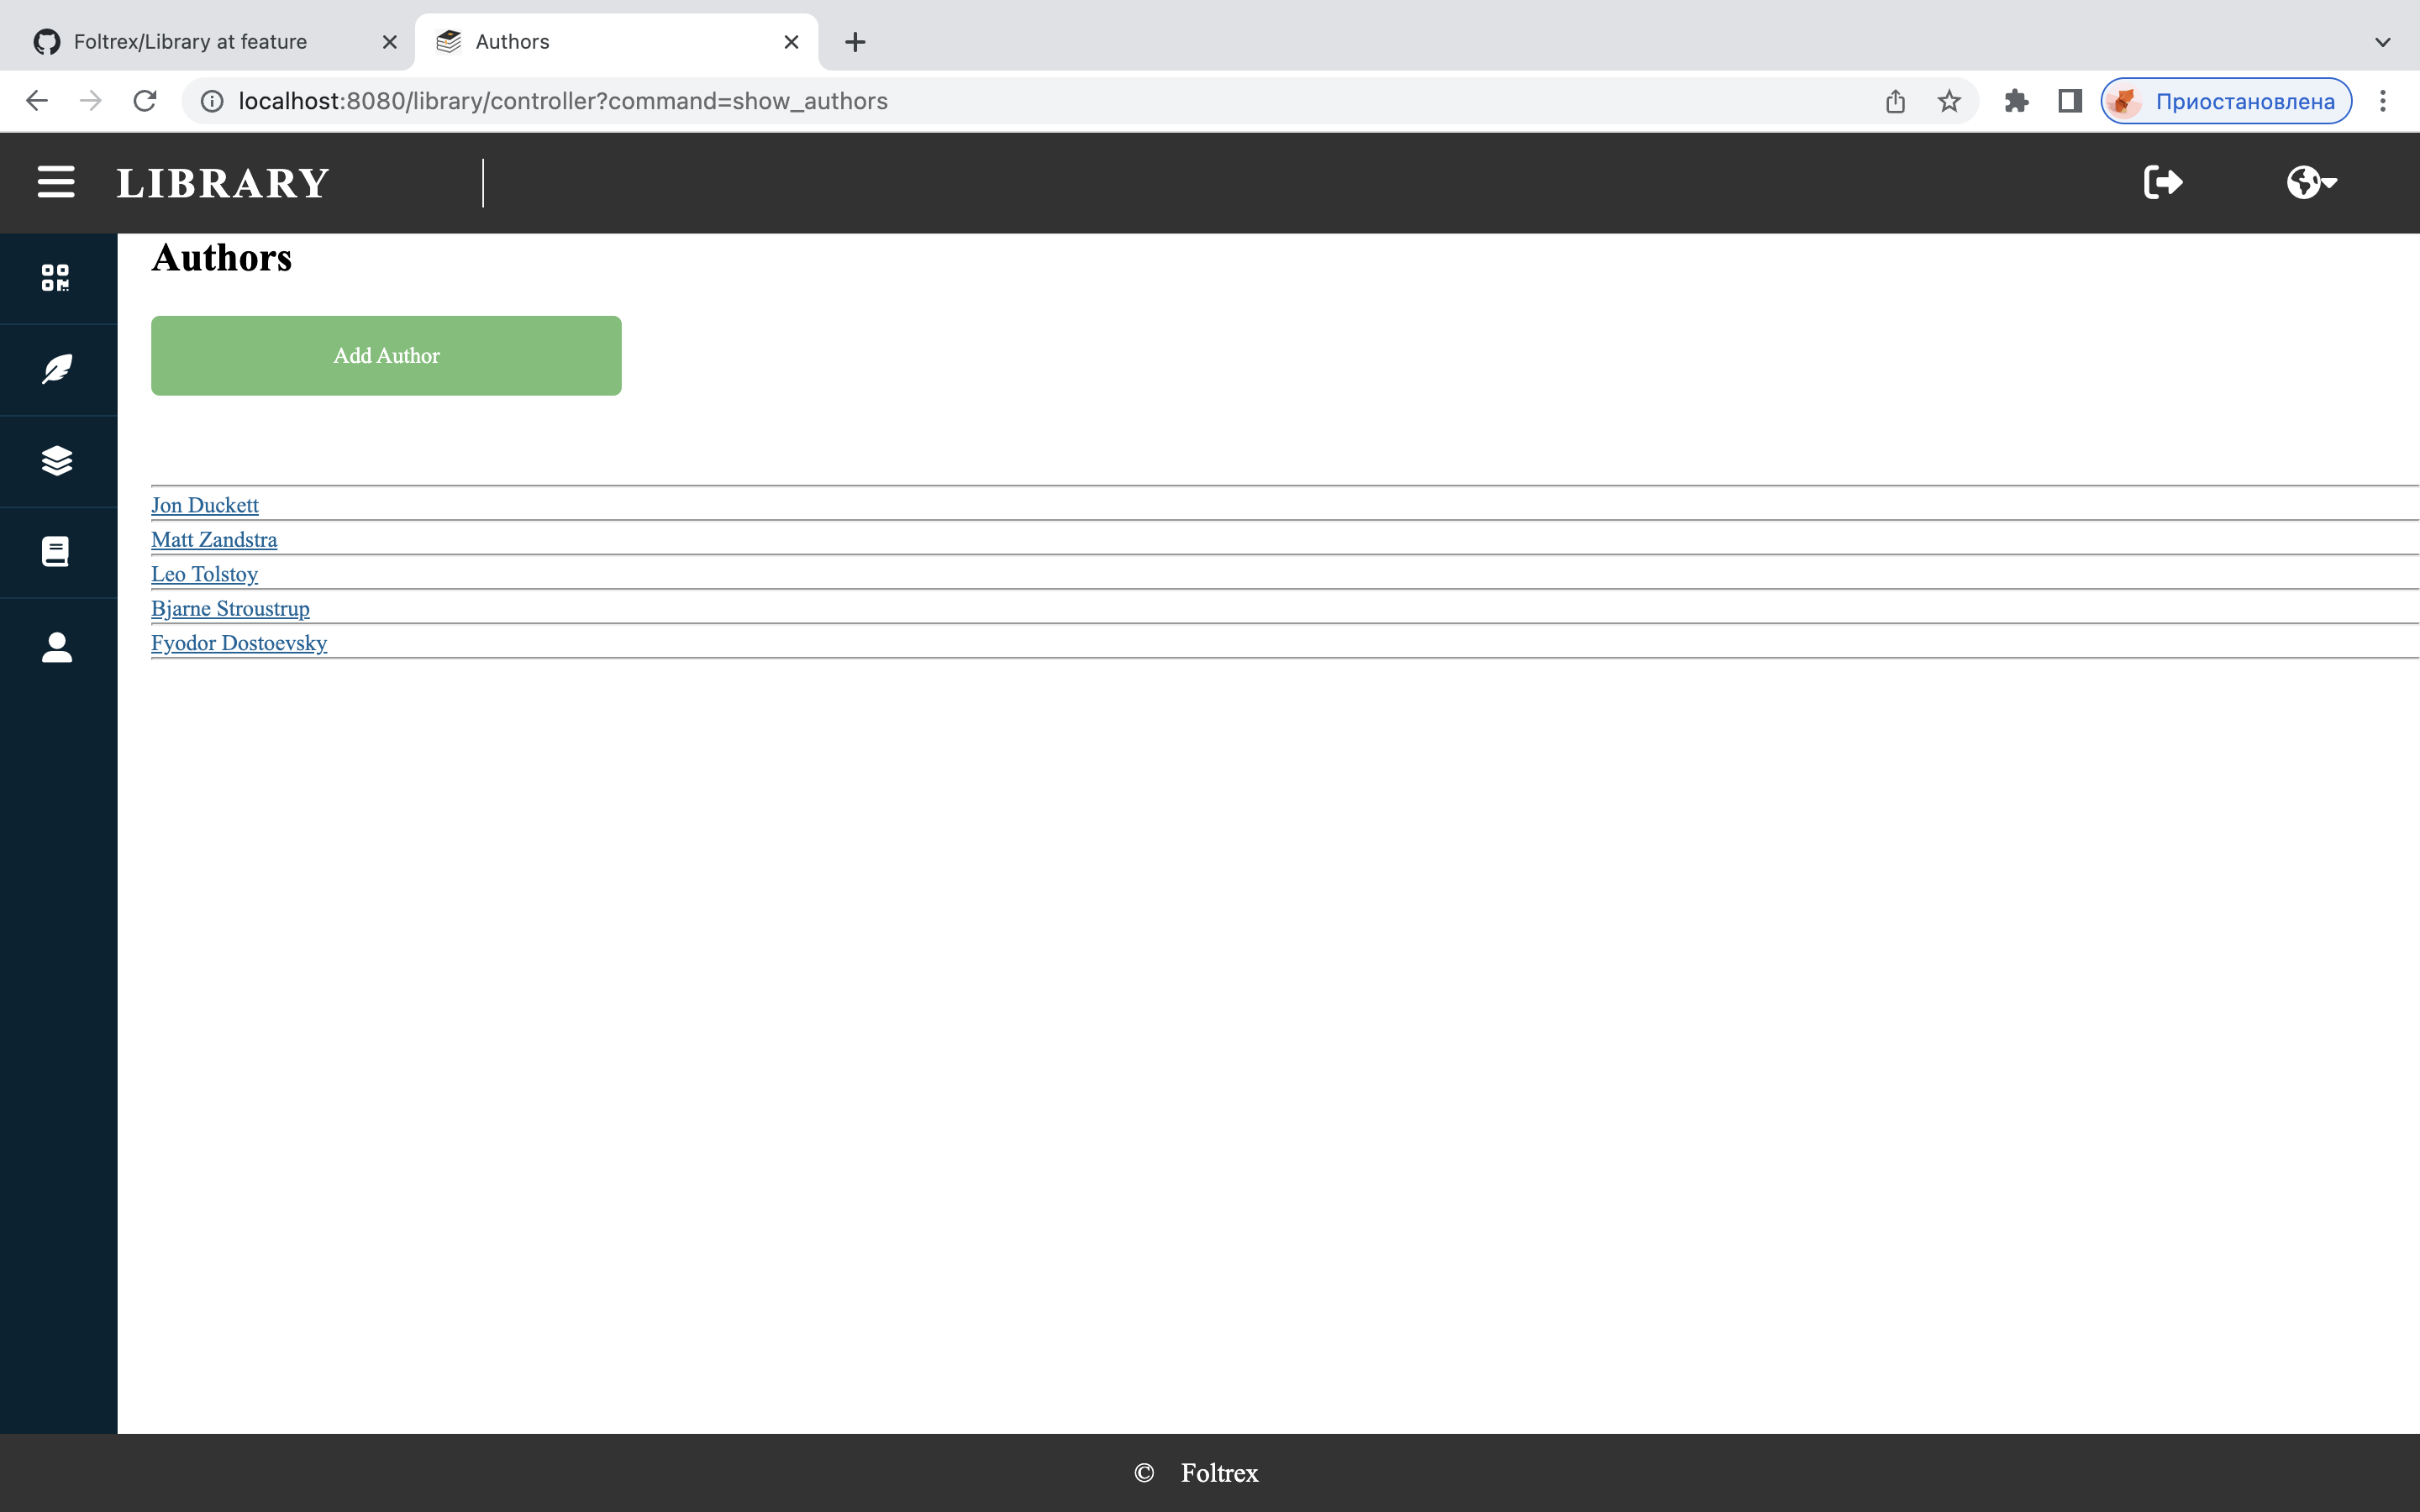 Foltrex/Library at feature
Authors
localhost:8080/library/controller?command=show_authors
Приостановлена
LIBRARY
Authors
Add Author
Jon Duckett
Matt Zandstra
Leo Tolstoy
Bjarne Stroustrup
Fyodor Dostoevsky
© Foltrex